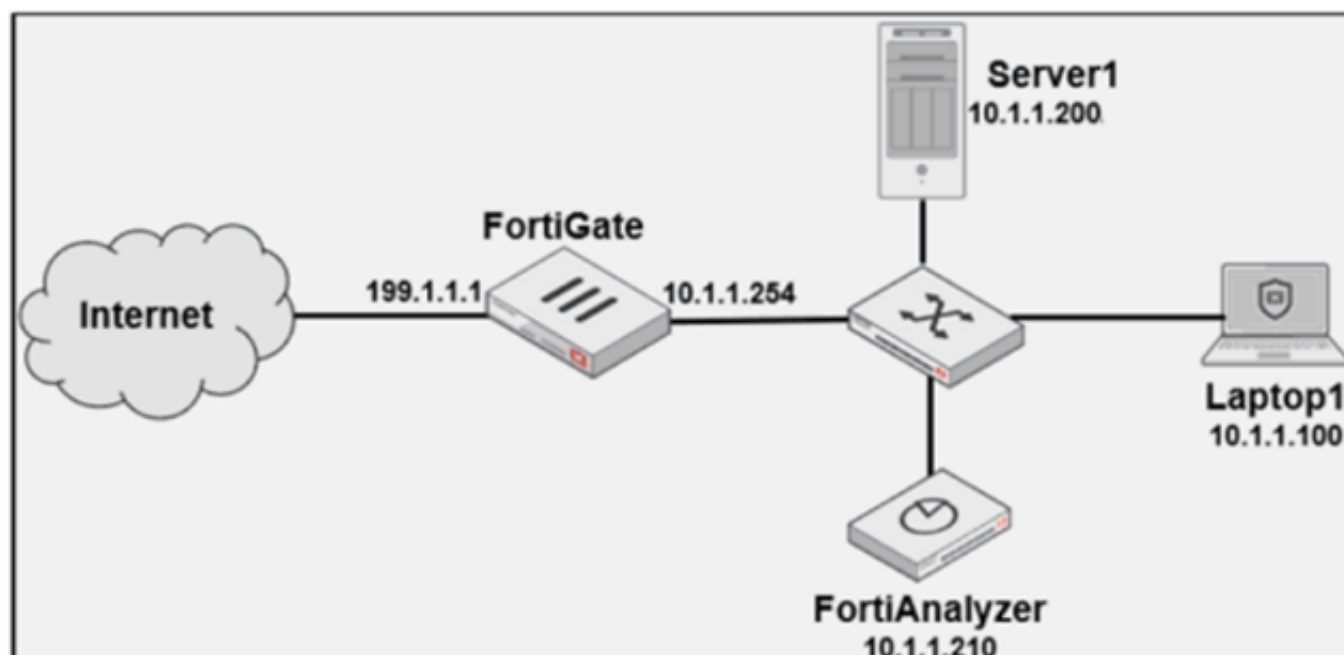 Server1
10.1.1.200
FortiGate
199.1.1.1
10.1.1.254
Internet
Laptop1
10.1.1.100
FortiAnalyzer
10.1.1.210